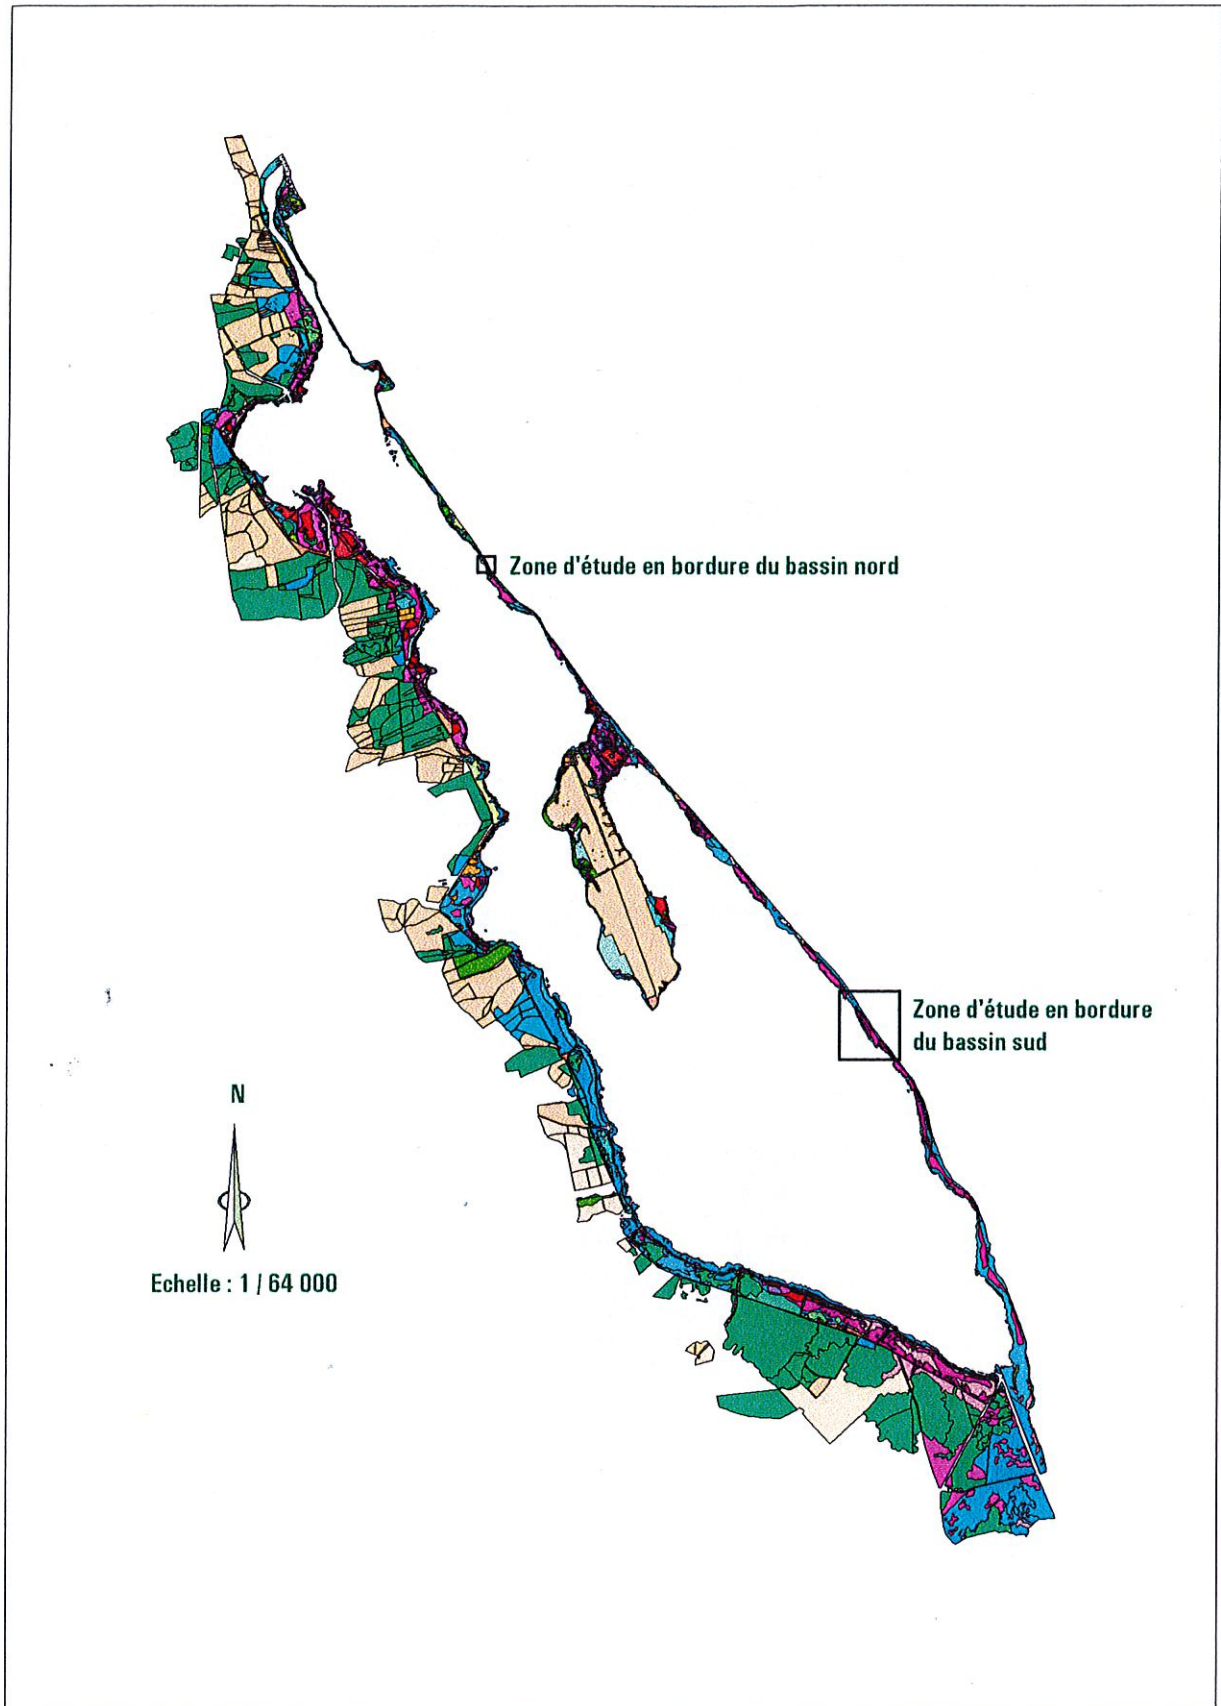 Zone d'étude en bordure du bassin nord
Zone d'étude en bordure
du bassin sud
N
Echelle : 1 / 64 000